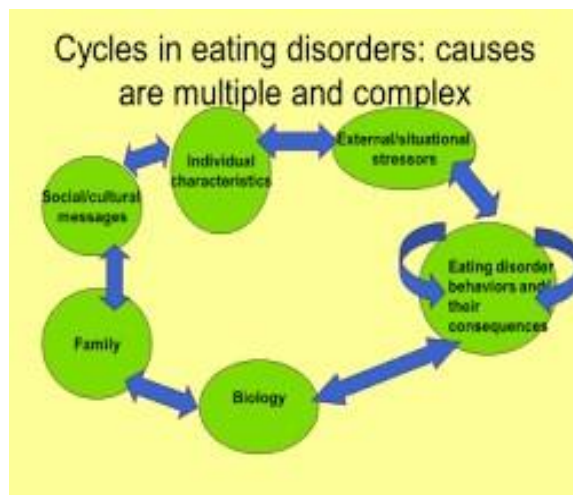 Cycles in eating disorders: causes
are multiple and complex
Individual
characteristics
External/situational
stressors
Social/cultural
messages
Eating disorder
behaviors and
their
consequences
Family
Biology